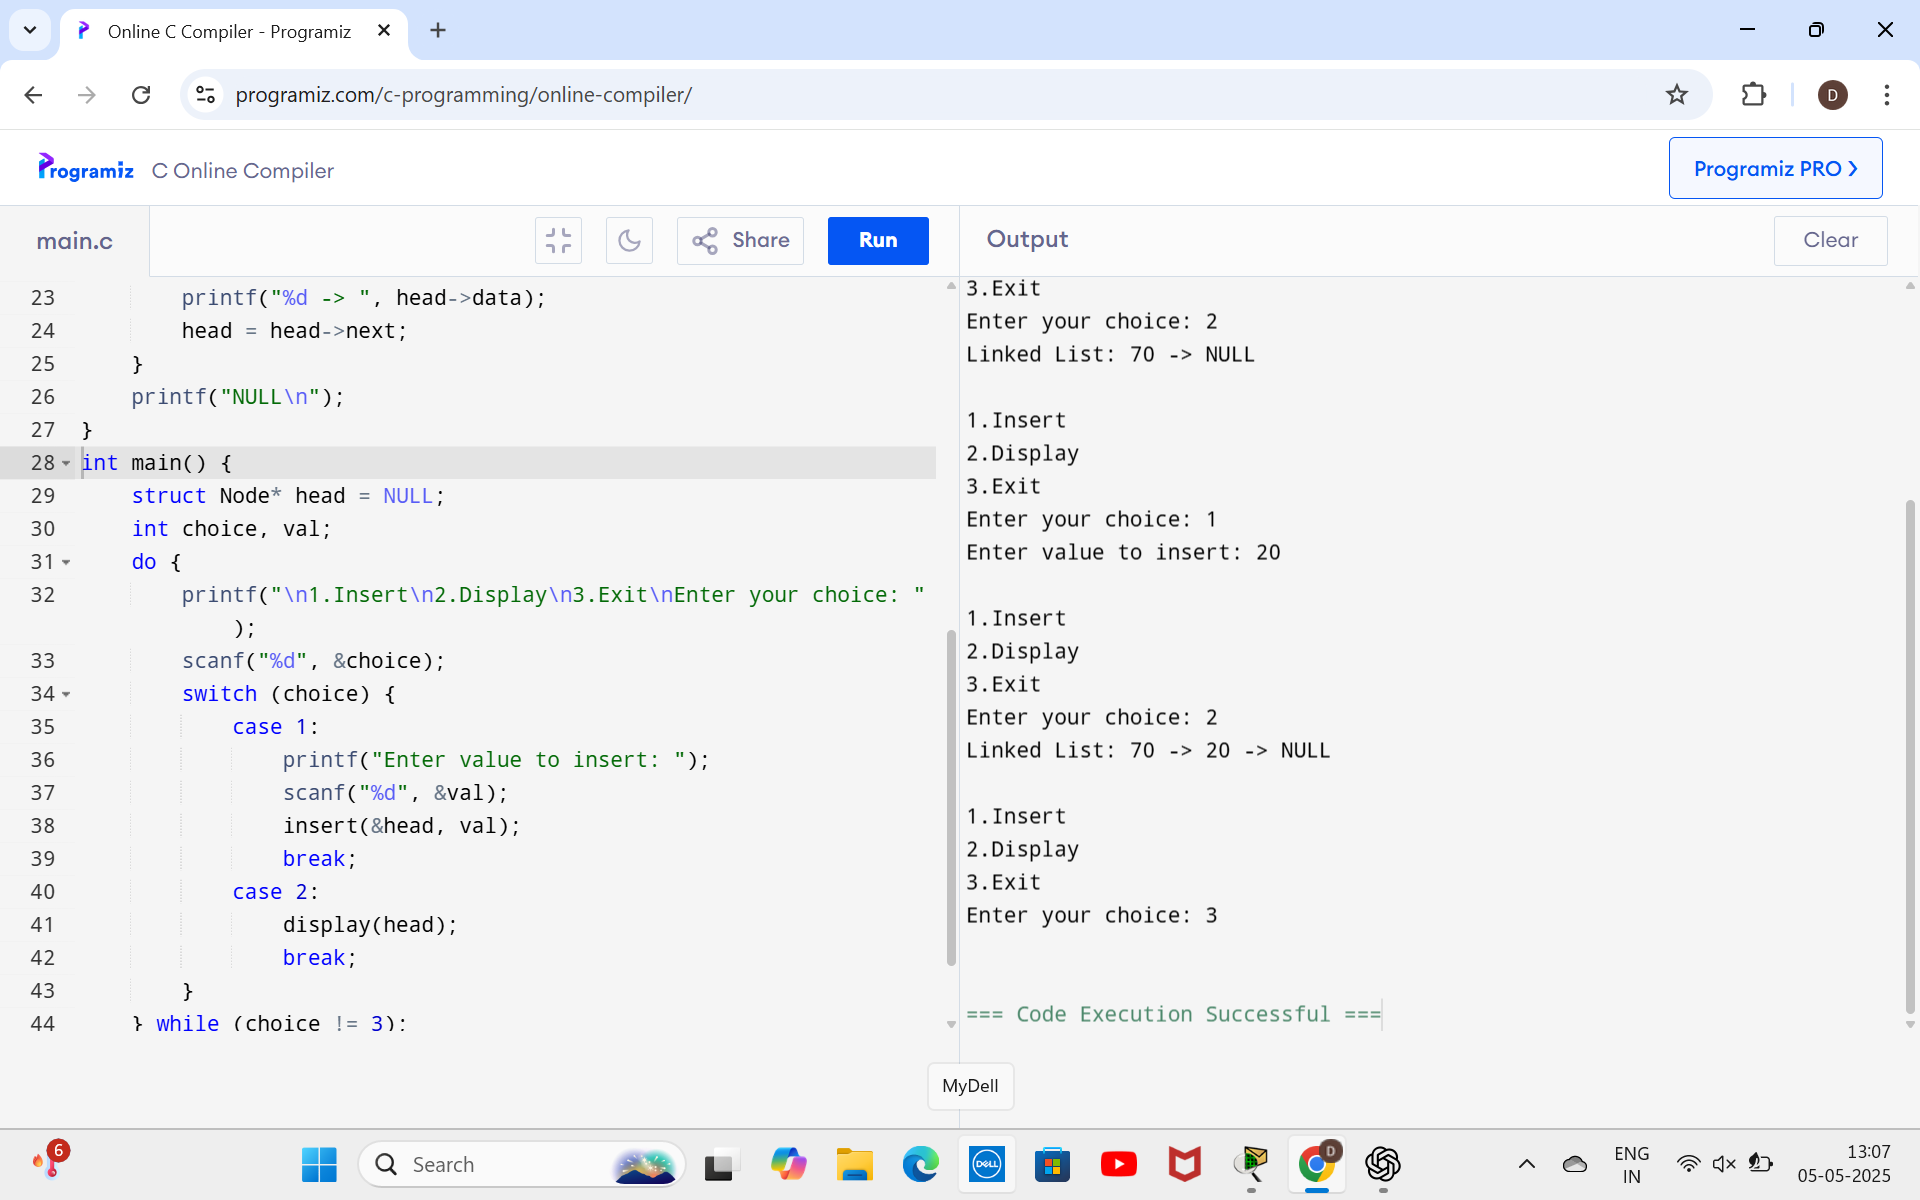 Online C Compiler - Programiz
programiz.com/c-programming/online-compiler/
D
Programiz C Online Compiler
Programiz PRO ❯
main.c
Share
Run
Output
Clear
23 printf("%d -> ", head->data);
24 head = head->next;
25 }
26 printf("NULL\n");
27 }
28 int main() {
29 struct Node* head = NULL;
30 int choice, val;
31 do {
32 printf("\n1.Insert\n2.Display\n3.Exit\nEnter your choice: "
);
33 scanf("%d", &choice);
34 switch (choice) {
35 case 1:
36 printf("Enter value to insert: ");
37 scanf("%d", &val);
38 insert(&head, val);
39 break;
40 case 2:
41 display(head);
42 break;
43 }
44 } while (choice != 3);
3.Exit
Enter your choice: 2
Linked List: 70 -> NULL
1.Insert
2.Display
3.Exit
Enter your choice: 1
Enter value to insert: 20
1.Insert
2.Display
3.Exit
Enter your choice: 2
Linked List: 70 -> 20 -> NULL
1.Insert
2.Display
3.Exit
Enter your choice: 3
=== Code Execution Successful ===
MyDell
6
Search
DELL
D
ENG
IN
13:07
05-05-2025